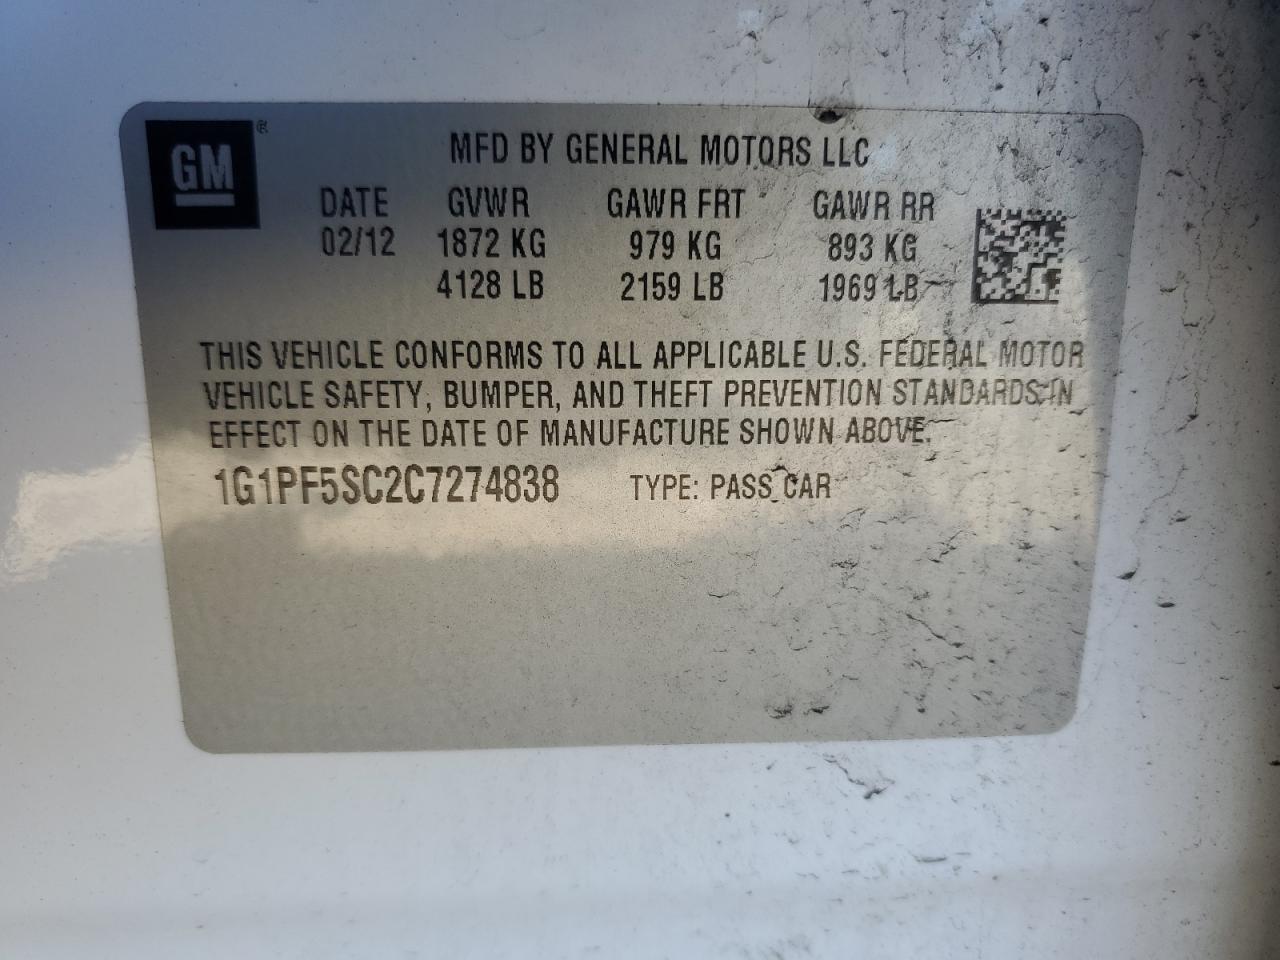 GM ®
MFD BY GENERAL MOTORS LLC
DATE GVWR GAWR FRT GAWR RR
02/12 1872 KG 979 KG 893 KG
4128 LB 2159 LB 1969 LB
THIS VEHICLE CONFORMS TO ALL APPLICABLE U.S. FEDERAL MOTOR
VEHICLE SAFETY, BUMPER, AND THEFT PREVENTION STANDARDS IN
EFFECT ON THE DATE OF MANUFACTURE SHOWN ABOVE.
1G1PF5SC2C7274838 TYPE: PASS CAR